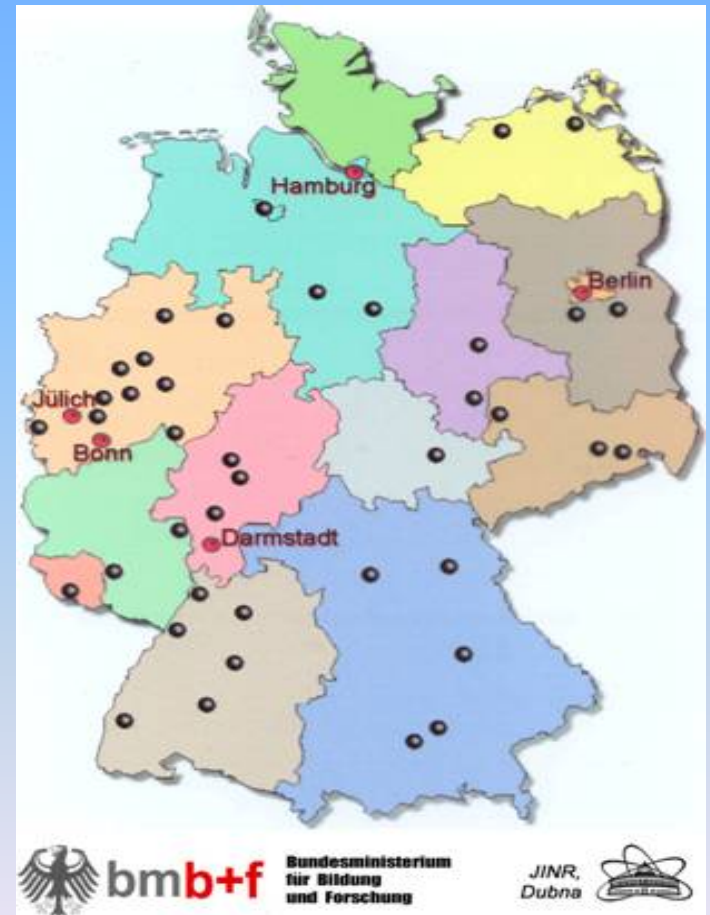 Hamburg
Berlin
Jülich
Bonn
Darmstadt
bmb+f
Bundesministerium
für Bildung
und Forschung
JINR,
Dubna